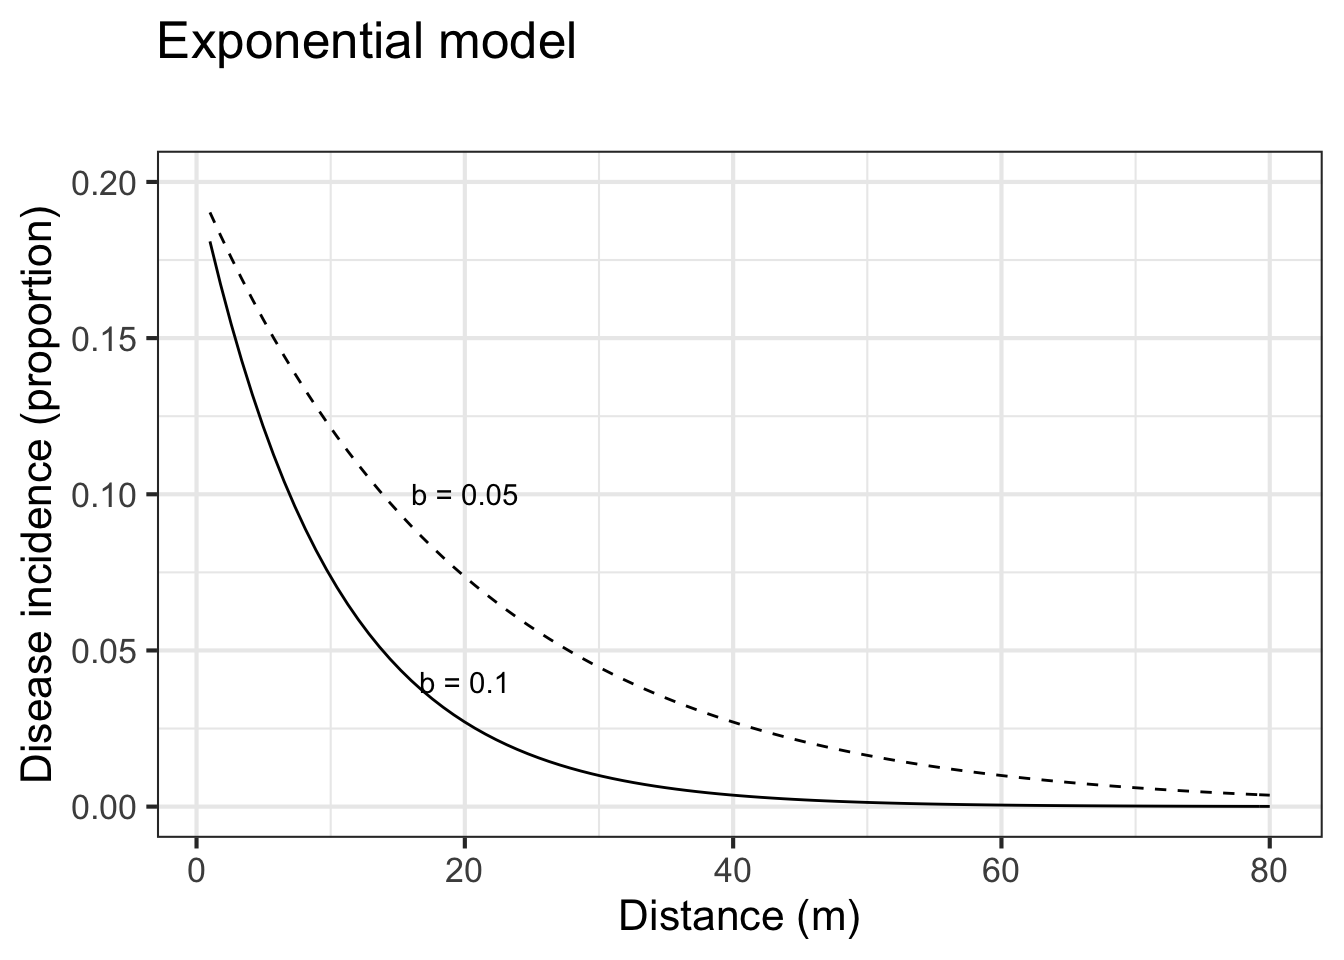 Exponential model
Disease incidence (proportion)
0.20
0.15
0.10
0.05
0.00
b = 0.05
b = 0.1
0 20 40 60 80
Distance (m)